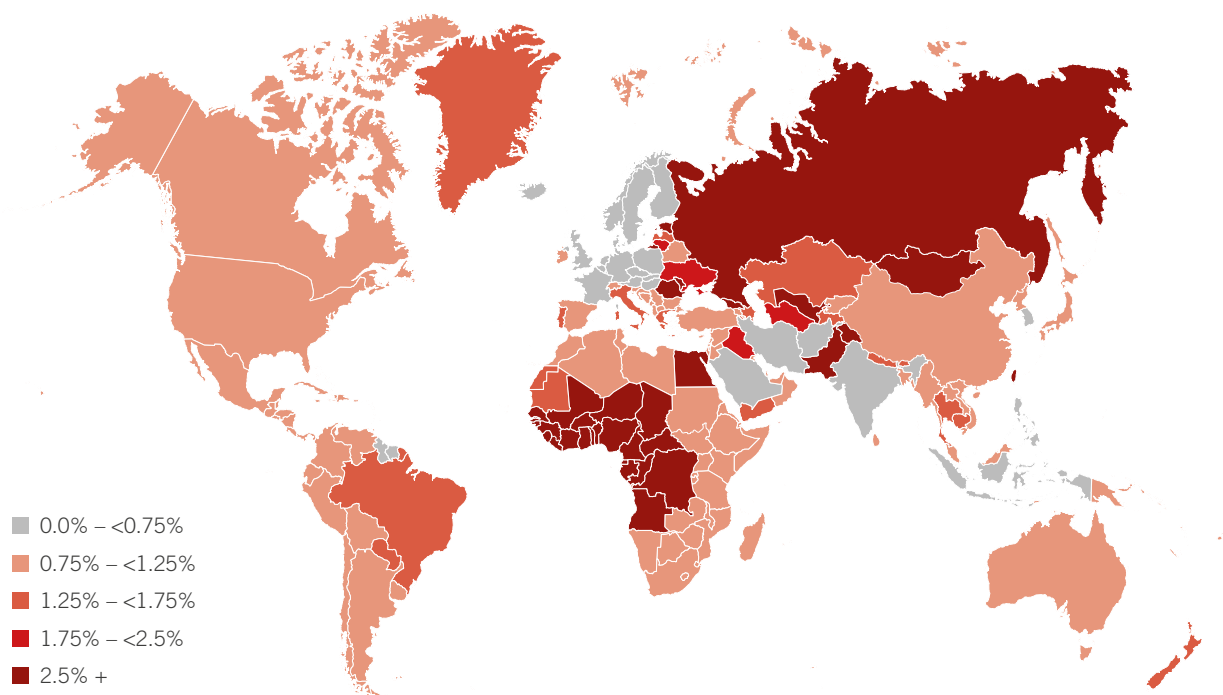 0.0% – <0.75%
0.75% – <1.25%
1.25% – <1.75%
1.75% – <2.5%
2.5% +